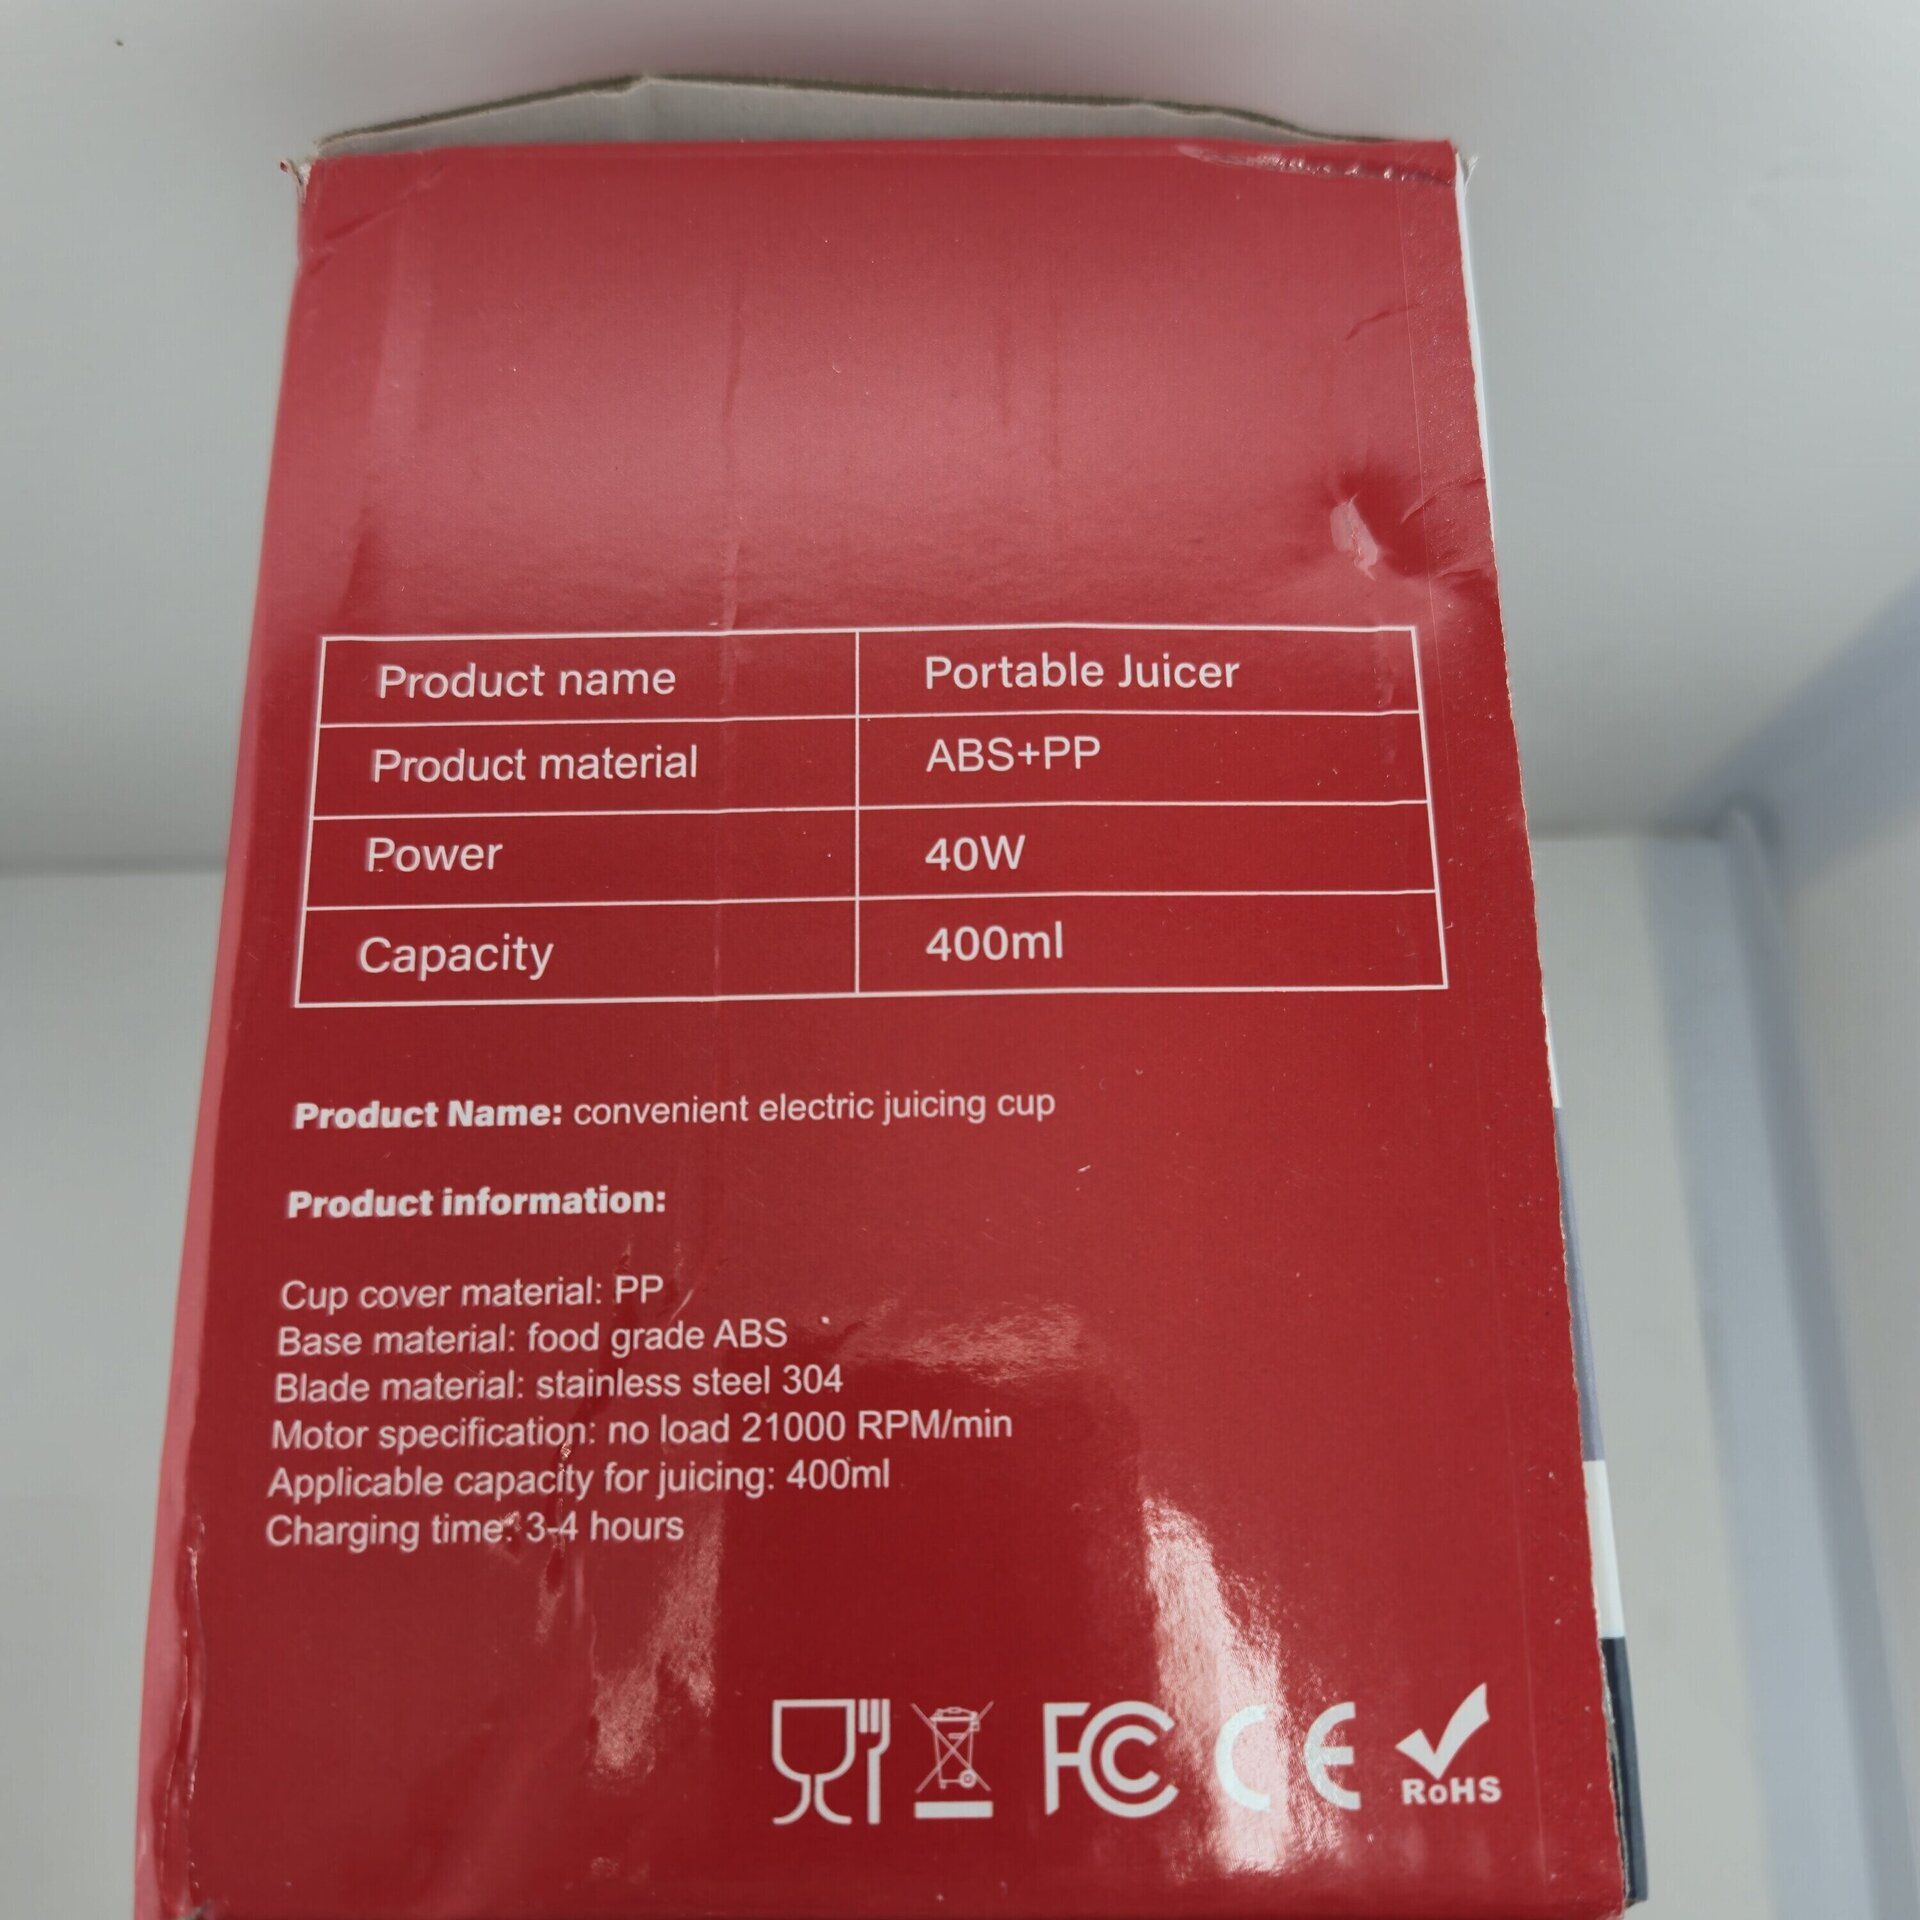 Product name Portable Juicer
Product material ABS+PP
Power 40W
Capacity 400ml
Product Name: convenient electric juicing cup
Product information:
Cup cover material: PP
Base material: food grade ABS
Blade material: stainless steel 304
Motor specification: no load 21000 RPM/min
Applicable capacity for juicing: 400ml
Charging time: 3-4 hours
FC CE RoHS